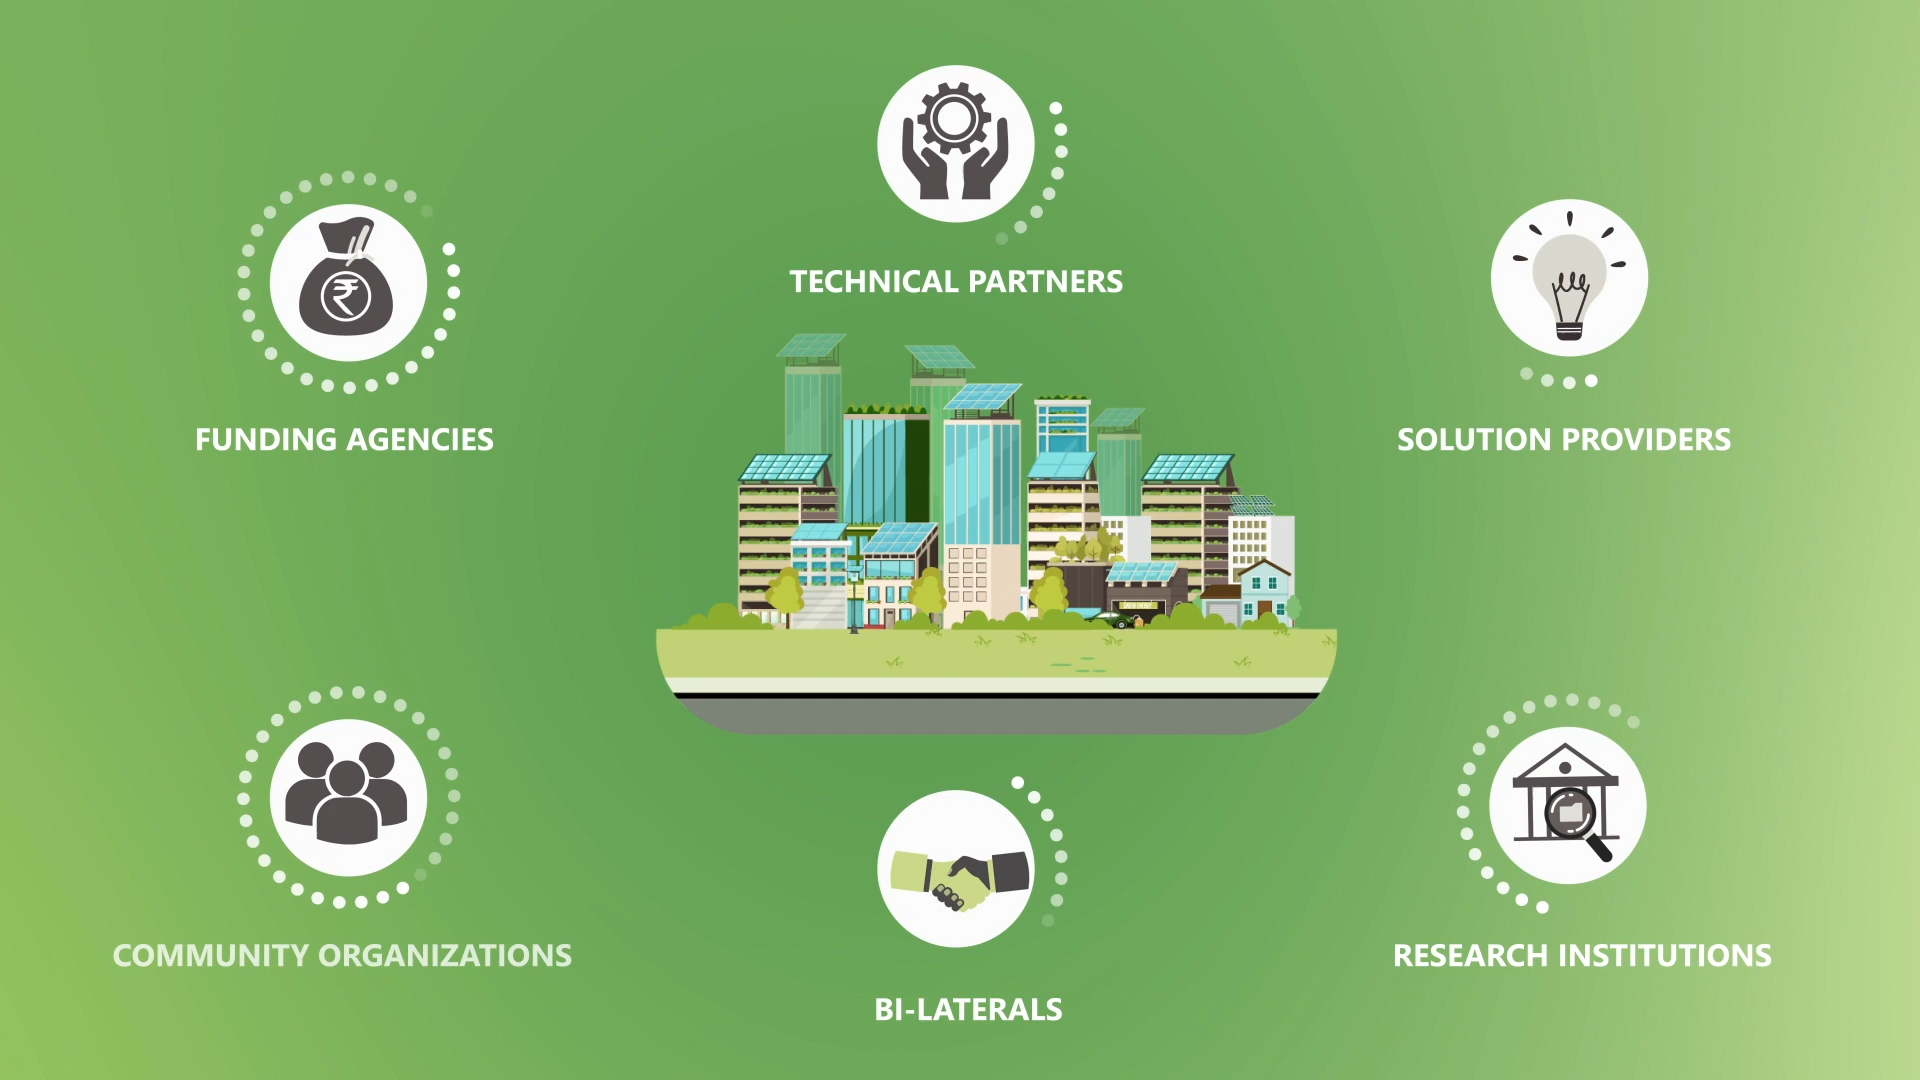 TECHNICAL PARTNERS
FUNDING AGENCIES
SOLUTION PROVIDERS
COMMUNITY ORGANIZATIONS
RESEARCH INSTITUTIONS
BI-LATERALS